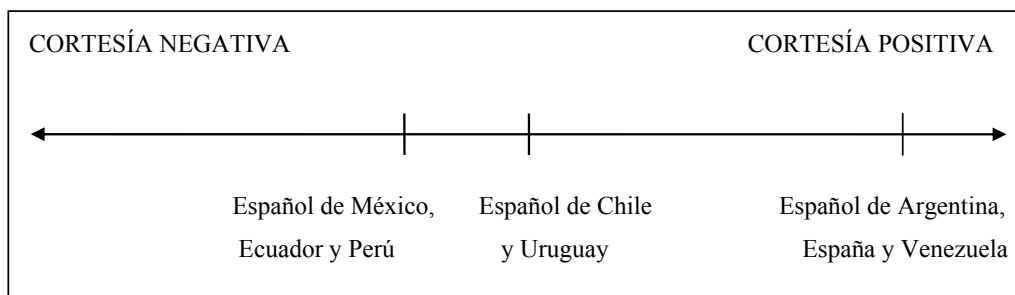 CORTESÍA NEGATIVA
CORTESÍA POSITIVA
Español de México,
Ecuador y Perú
Español de Chile
y Uruguay
Español de Argentina,
España y Venezuela